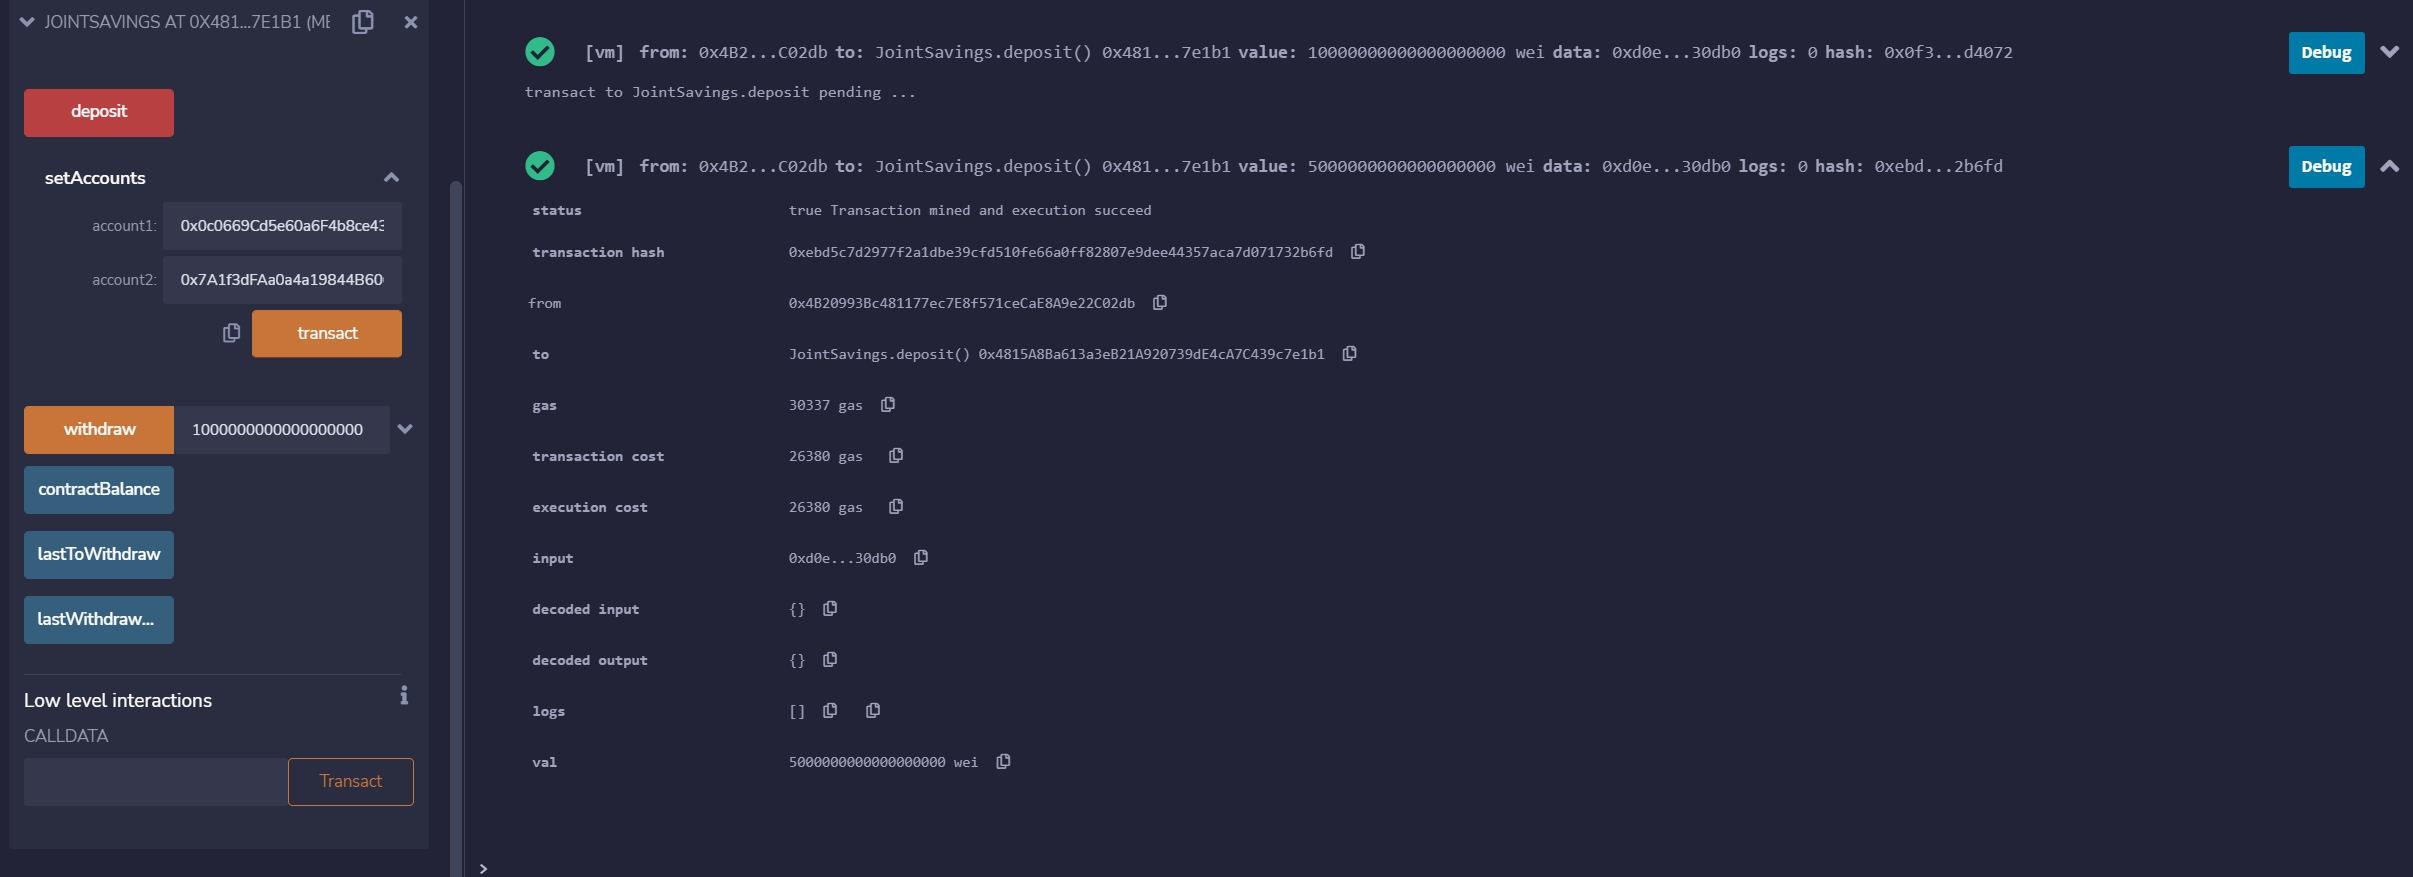 JOINTSAVINGS AT 0X481...7E1B1 (ME
deposit
setAccounts
account1: 0x0c0669Cd5e60a6F4b8ce43
account2: 0x7A1f3dFAa0a4a19844B60
transact
withdraw 1000000000000000000
contractBalance
lastToWithdraw
lastWithdraw...
Low level interactions
CALLDATA
Transact
[vm] from: 0x4B2...C02db to: JointSavings.deposit() 0x481...7e1b1 value: 10000000000000000000 wei data: 0xd0e...30db0 logs: 0 hash: 0x0f3...d4072 Debug
transact to JointSavings.deposit pending ...
[vm] from: 0x4B2...C02db to: JointSavings.deposit() 0x481...7e1b1 value: 5000000000000000000 wei data: 0xd0e...30db0 logs: 0 hash: 0xebd...2b6fd Debug
status true Transaction mined and execution succeed
transaction hash 0xebd5c7d2977f2a1dbe39cfd510fe66a0ff82807e9dee44357aca7d071732b6fd
from 0x4B20993Bc481177ec7E8f571ceCaE8A9e22C02db
to JointSavings.deposit() 0x4815A8Ba613a3eB21A920739dE4cA7C439c7e1b1
gas 30337 gas
transaction cost 26380 gas
execution cost 26380 gas
input 0xd0e...30db0
decoded input {}
decoded output {}
logs []
val 5000000000000000000 wei
>